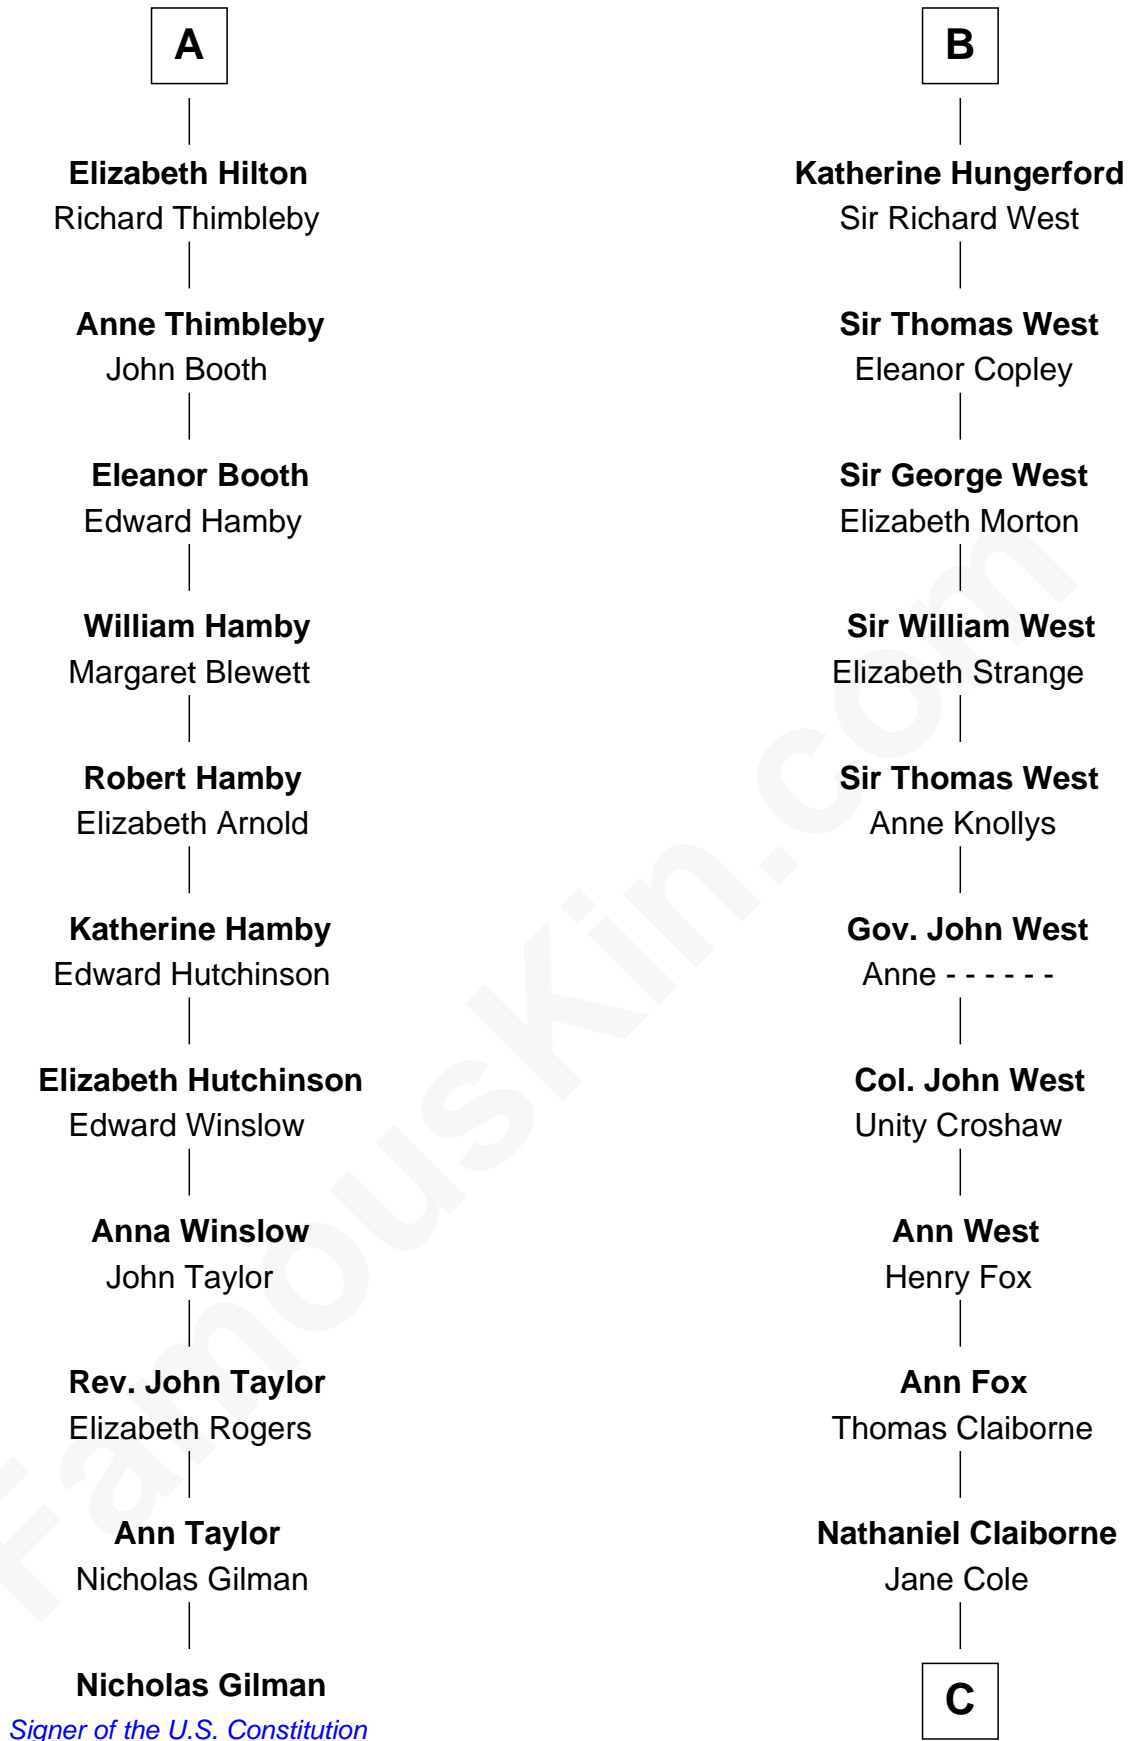 A
Elizabeth Hilton
Richard Thimbleby
Anne Thimbleby
John Booth
Eleanor Booth
Edward Hamby
William Hamby
Margaret Blewett
Robert Hamby
Elizabeth Arnold
Katherine Hamby
Edward Hutchinson
Elizabeth Hutchinson
Edward Winslow
Anna Winslow
John Taylor
Rev. John Taylor
Elizabeth Rogers
Ann Taylor
Nicholas Gilman
Nicholas Gilman
Signer of the U.S. Constitution
B
Katherine Hungerford
Sir Richard West
Sir Thomas West
Eleanor Copley
Sir George West
Elizabeth Morton
Sir William West
Elizabeth Strange
Sir Thomas West
Anne Knollys
Gov. John West
Anne - - - - - -
Col. John West
Unity Croshaw
Ann West
Henry Fox
Ann Fox
Thomas Claiborne
Nathaniel Claiborne
Jane Cole
C
FamousKin.com